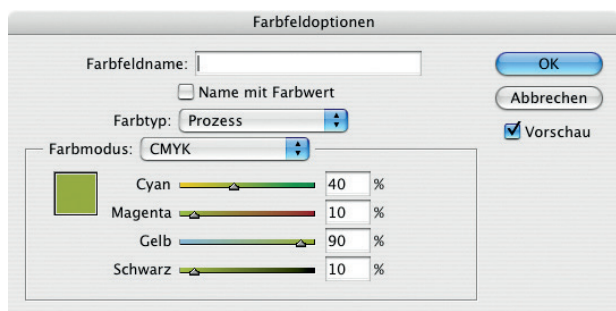 Farbfeldoptionen
Farbfeldname:
OK
Name mit Farbwert
Abbrechen
Farbtyp: Prozess
Vorschau
Farbmodus: CMYK
Cyan 40 %
Magenta 10 %
Gelb 90 %
Schwarz 10 %